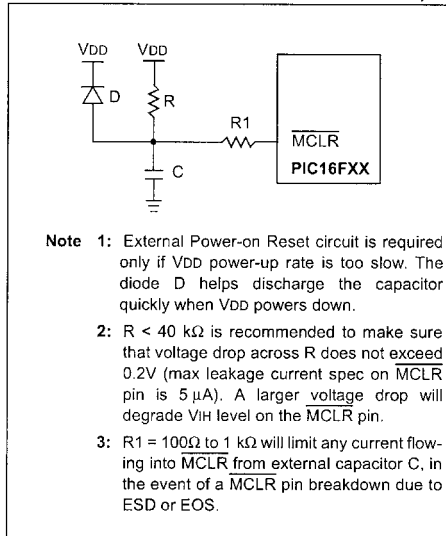 VDD VDD
D
R
R1
MCLR
C
PIC16FXX
Note 1: External Power-on Reset circuit is required
only if VDD power-up rate is too slow. The
diode D helps discharge the capacitor
quickly when VDD powers down.
2: R < 40 kΩ is recommended to make sure
that voltage drop across R does not exceed
0.2V (max leakage current spec on MCLR
pin is 5 μA). A larger voltage drop will
degrade VIH level on the MCLR pin.
3: R1 = 100Ω to 1 kΩ will limit any current flow-
ing into MCLR from external capacitor C, in
the event of a MCLR pin breakdown due to
ESD or EOS.